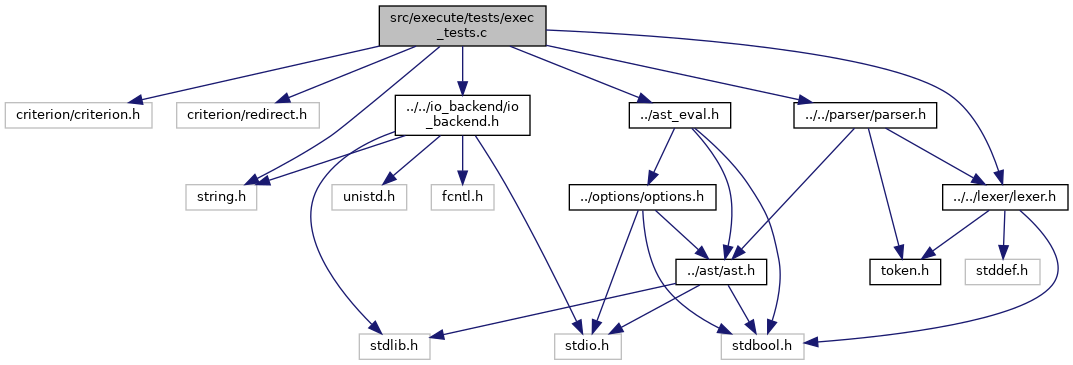 src/execute/tests/exec
_tests.c
criterion/criterion.h
criterion/redirect.h
../../io_backend/io
_backend.h
../ast_eval.h
../../parser/parser.h
string.h
unistd.h
fcntl.h
../options/options.h
../../lexer/lexer.h
../ast/ast.h
token.h
stddef.h
stdlib.h
stdio.h
stdbool.h